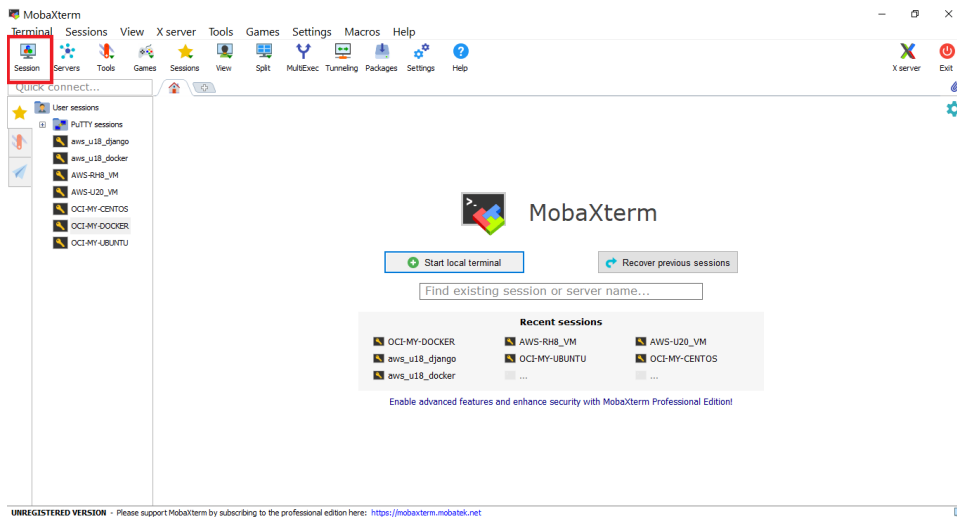 MobaXterm
Terminal Sessions View X server Tools Games Settings Macros Help
Session Servers Tools Games Sessions View Split MultiExec Tunneling Packages Settings Help X server Exit
Quick connect...
User sessions
PuTTY sessions
aws_u18_django
aws_u18_docker
AWS-RH8_VM
AWS-U20_VM
OCI-MY-CENTOS
OCI-MY-DOCKER
OCI-MY-UBUNTU
>_
MobaXterm
Start local terminal Recover previous sessions
Find existing session or server name...
Recent sessions
OCI-MY-DOCKER AWS-RH8_VM AWS-U20_VM
aws_u18_django OCI-MY-UBUNTU OCI-MY-CENTOS
aws_u18_docker ... ...
Enable advanced features and enhance security with MobaXterm Professional Edition!
UNREGISTERED VERSION - Please support MobaXterm by subscribing to the professional edition here: https://mobaxterm.mobatek.net